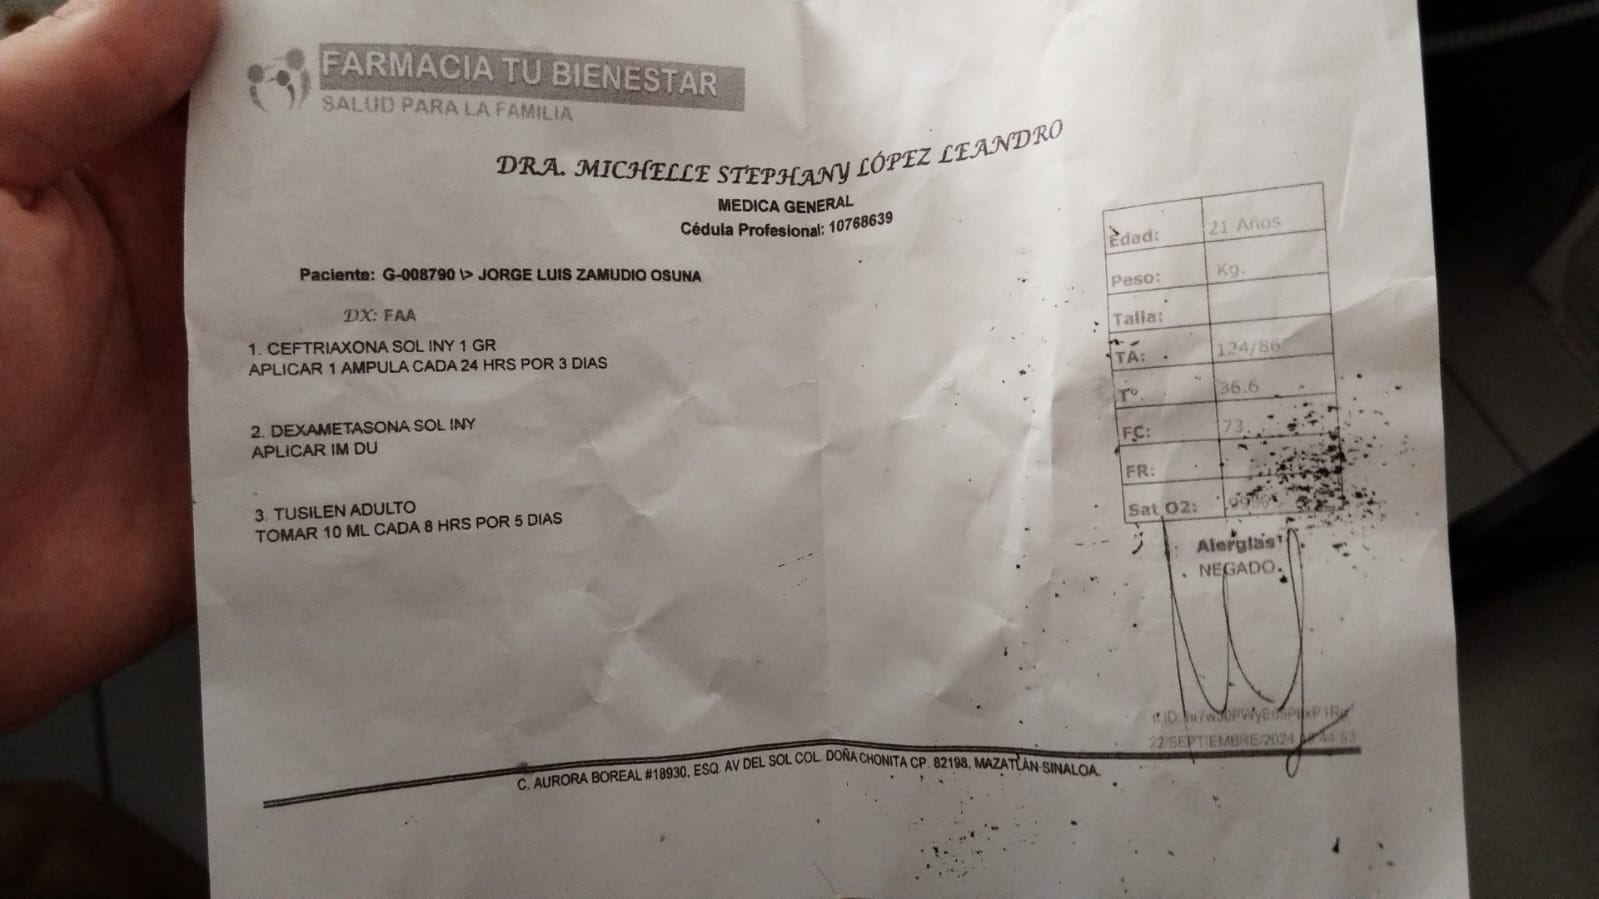 FARMACIA TU BIENESTAR
SALUD PARA LA FAMILIA
DRA. MICHELLE STEPHANY LÓPEZ LEANDRO
MEDICA GENERAL
Cédula Profesional: 10768639
Paciente: G-008790 \> JORGE LUIS ZAMUDIO OSUNA
DX: FAA
1. CEFTRIAXONA SOL INY 1 GR
APLICAR 1 AMPULA CADA 24 HRS POR 3 DIAS
2. DEXAMETASONA SOL INY
APLICAR IM DU
3. TUSILEN ADULTO
TOMAR 10 ML CADA 8 HRS POR 5 DIAS
Edad: 21 Años
Peso: Kg.
Talla:
TA: 124/86
Tº 36.6
FC: 73
FR:
Sat O2:
Alergias
NEGADO.
22/SEPTIEMBRE/2024
C. AURORA BOREAL #18930, ESQ. AV DEL SOL COL. DOÑA CHONITA CP. 82198, MAZATLÁN SINALOA.